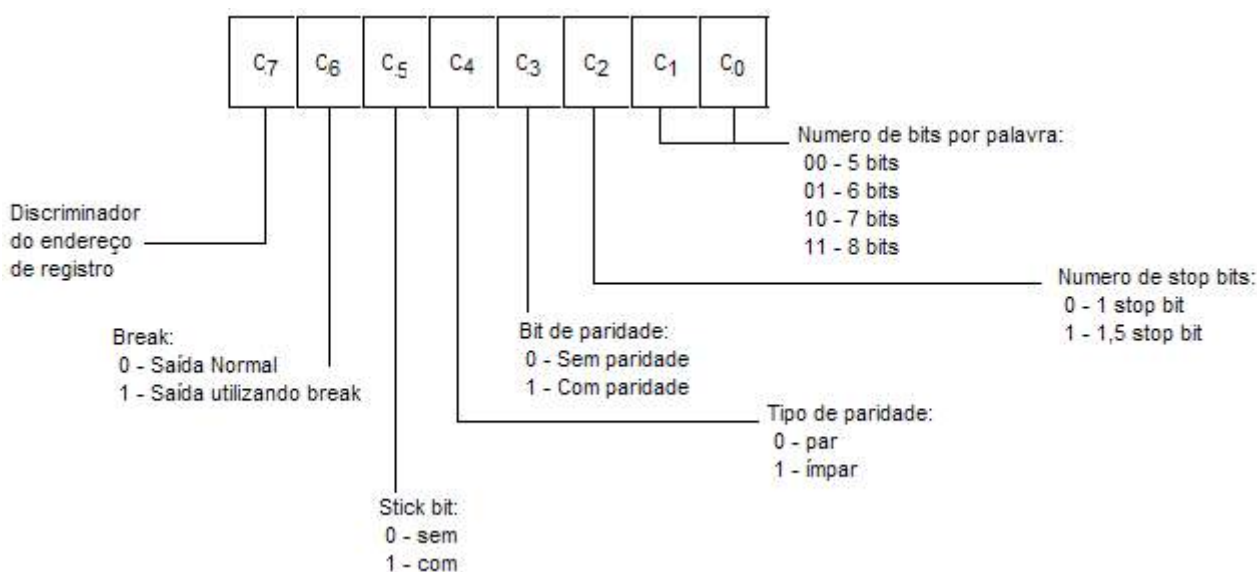 C7 C6 C5 C4 C3 C2 C1 C0
Numero de bits por palavra:
00 - 5 bits
01 - 6 bits
10 - 7 bits
11 - 8 bits
Discriminador
do endereço
de registro
Numero de stop bits:
0 - 1 stop bit
1 - 1,5 stop bit
Break:
0 - Saída Normal
1 - Saída utilizando break
Bit de paridade:
0 - Sem paridade
1 - Com paridade
Tipo de paridade:
0 - par
1 - ímpar
Stick bit:
0 - sem
1 - com